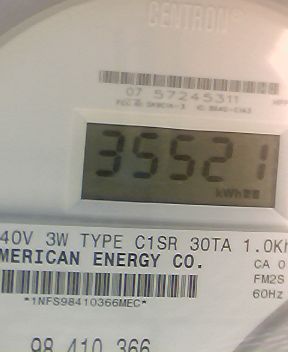 CENTRON®
07 57245311
35521
kWh
40V 3W TYPE C1SR 30TA 1.0Kh
MERICAN ENERGY CO.
CA 0
FM2S
60Hz
*1NFS98410366MEC*
98 410 366